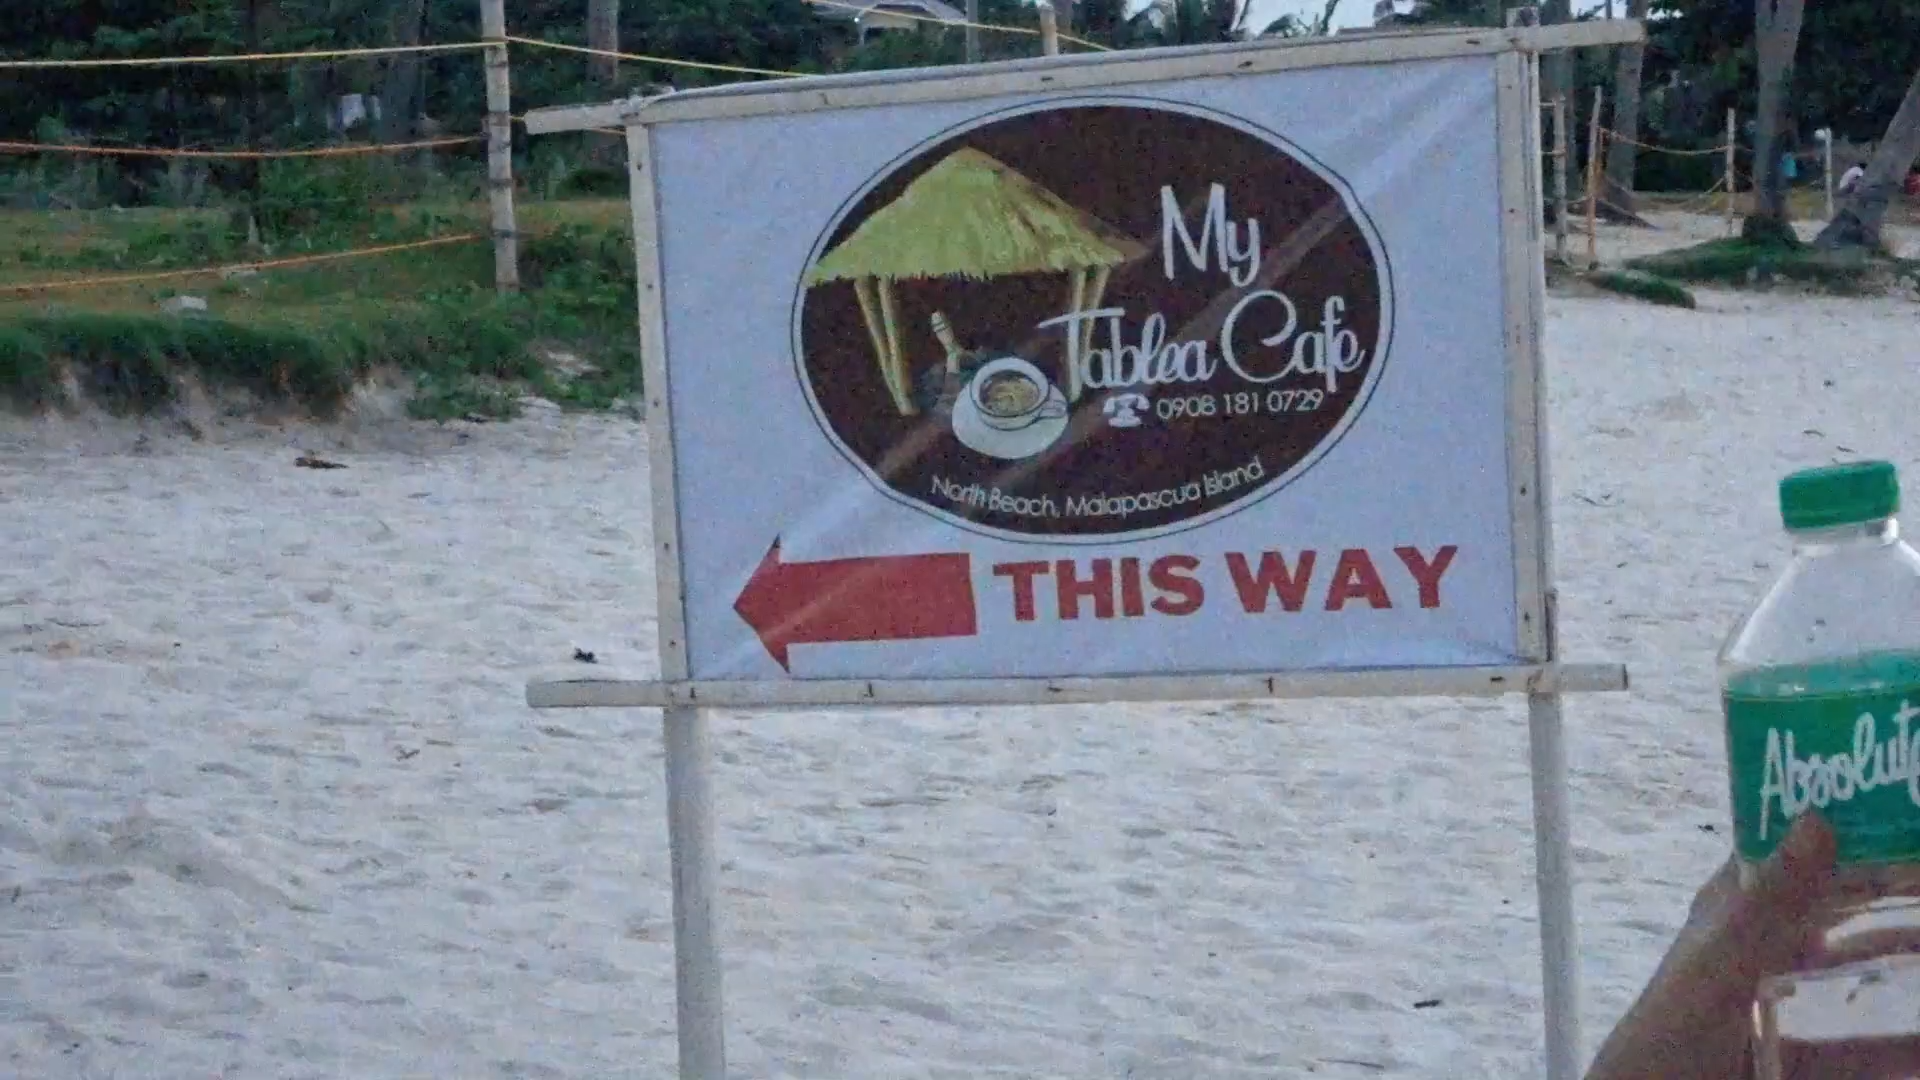 My
Tablea Cafe
0908 181 0729
North Beach, Malapascua Island
THIS WAY
Absolute